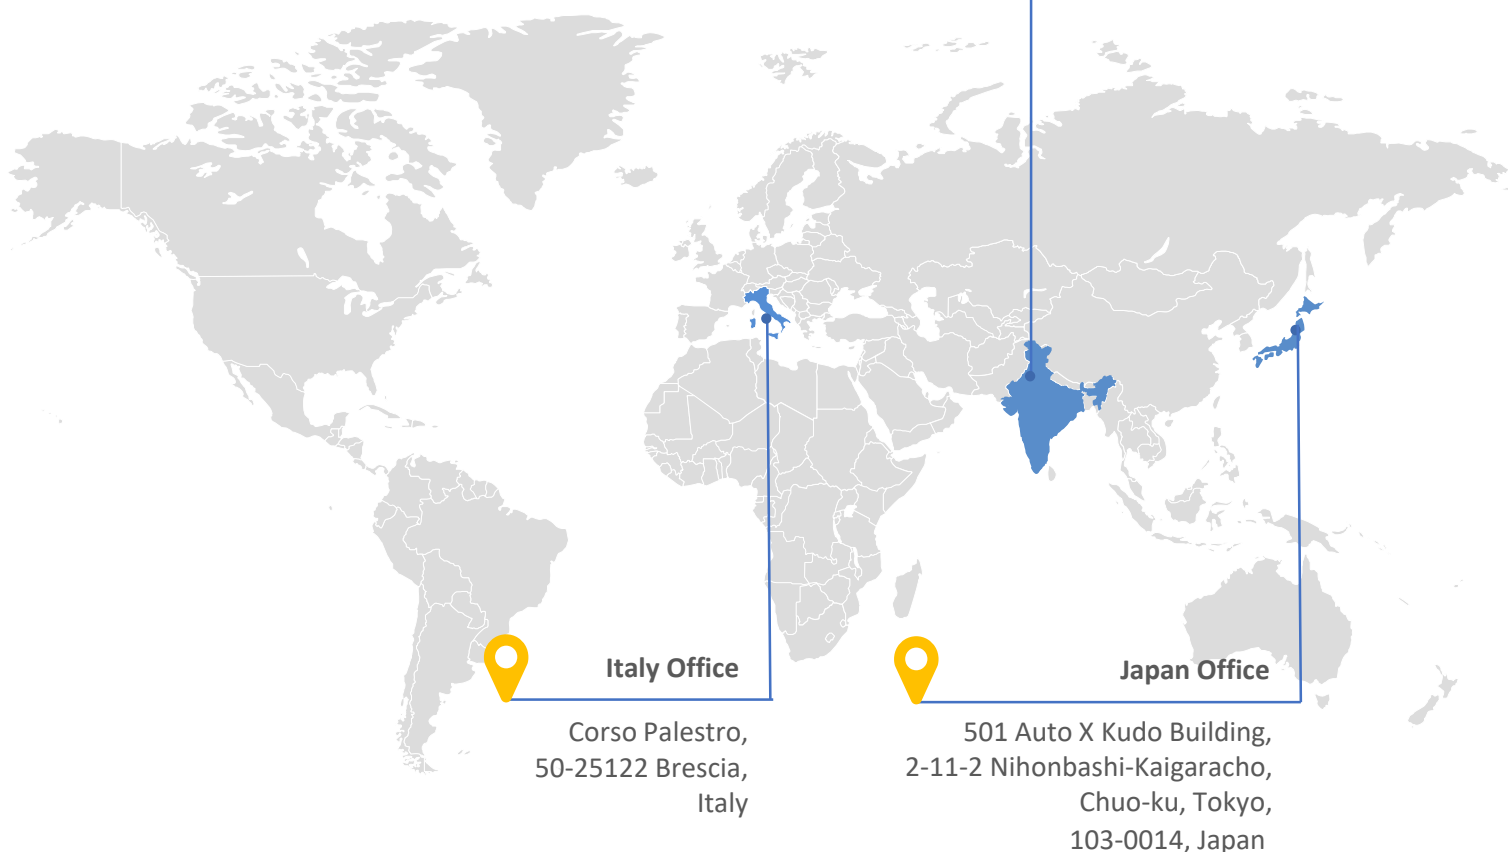 Italy Office
Corso Palestro,
50-25122 Brescia,
Italy
Japan Office
501 Auto X Kudo Building,
2-11-2 Nihonbashi-Kaigaracho,
Chuo-ku, Tokyo,
103-0014, Japan